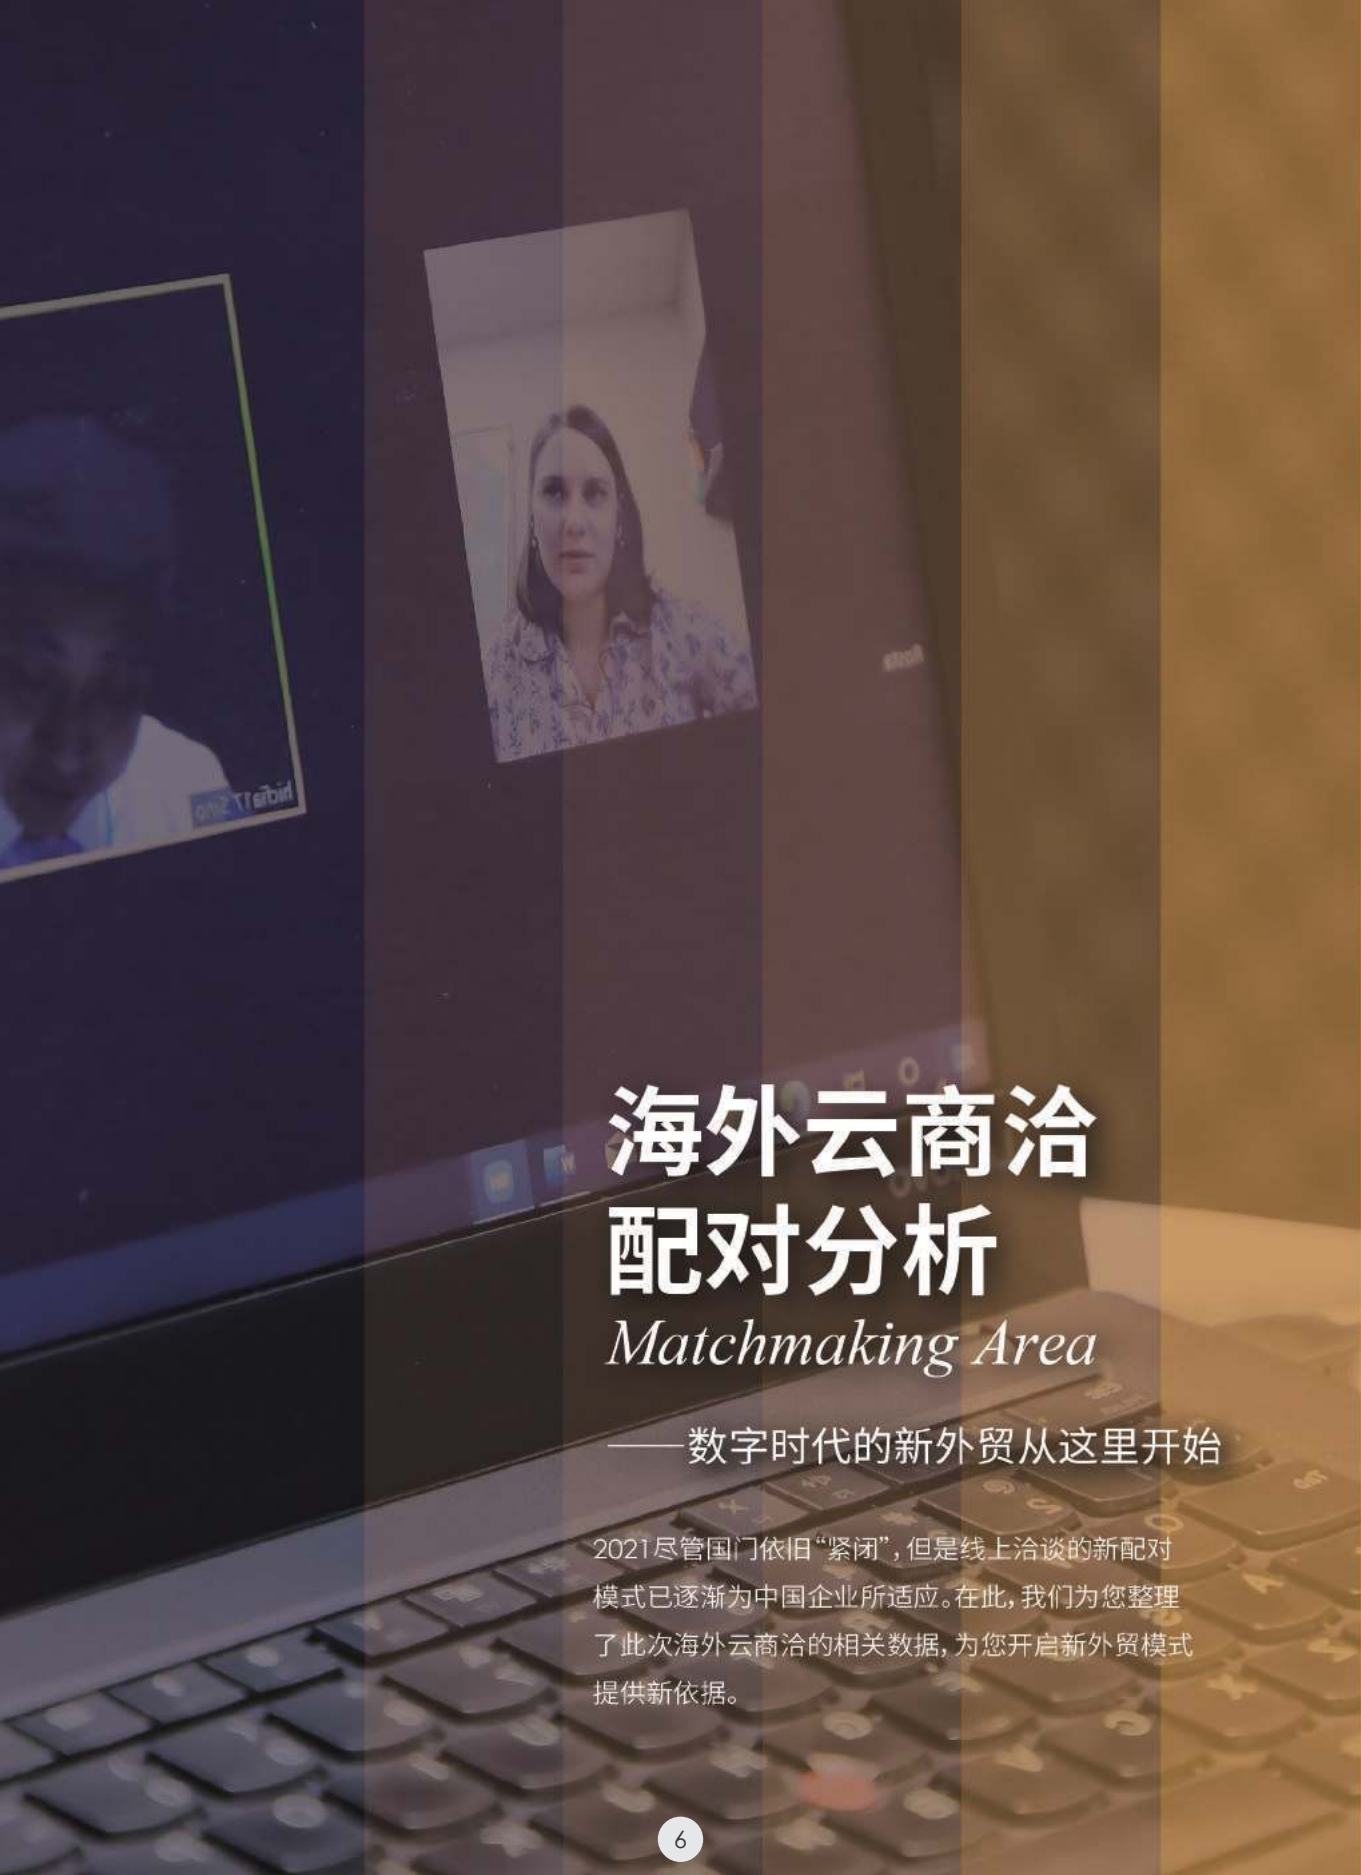 海外云商洽
配对分析
Matchmaking Area
——数字时代的新外贸从这里开始
2021尽管国门依旧“紧闭”，但是线上洽谈的新配对
模式已逐渐为中国企业所适应。在此，我们为您整理
了此次海外云商洽的相关数据，为您开启新外贸模式
提供新依据。
6